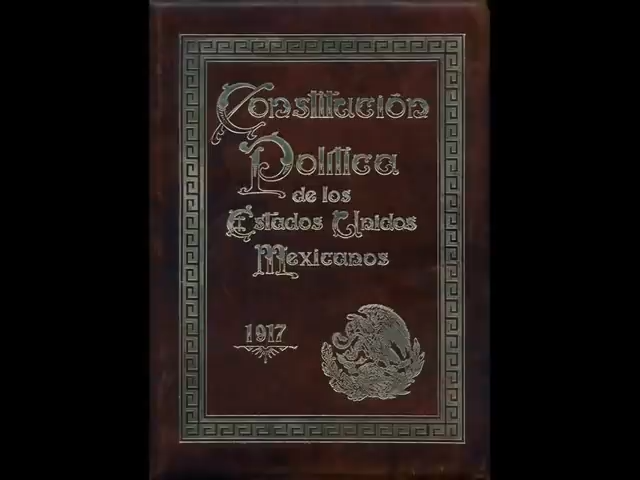 Constitución
Política
de los
Estados Unidos
Mexicanos
1917